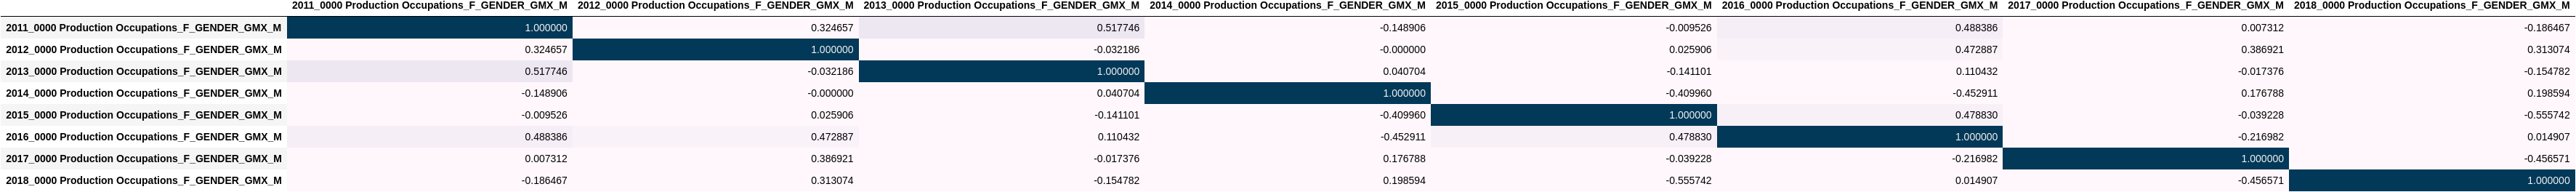 2011_0000 Production Occupations_F_GENDER_GMX_M 2012_0000 Production Occupations_F_GENDER_GMX_M 2013_0000 Production Occupations_F_GENDER_GMX_M 2014_0000 Production Occupations_F_GENDER_GMX_M 2015_0000 Production Occupations_F_GENDER_GMX_M 2016_0000 Production Occupations_F_GENDER_GMX_M 2017_0000 Production Occupations_F_GENDER_GMX_M 2018_0000 Production Occupations_F_GENDER_GMX_M
2011_0000 Production Occupations_F_GENDER_GMX_M 1.000000 0.324657 0.517746 -0.148906 -0.009526 0.488386 0.007312 -0.186467
2012_0000 Production Occupations_F_GENDER_GMX_M 0.324657 1.000000 -0.032186 -0.000000 0.025906 0.472887 0.386921 0.313074
2013_0000 Production Occupations_F_GENDER_GMX_M 0.517746 -0.032186 1.000000 0.040704 -0.141101 0.110432 -0.017376 -0.154782
2014_0000 Production Occupations_F_GENDER_GMX_M -0.148906 -0.000000 0.040704 1.000000 -0.409960 -0.452911 0.176788 0.198594
2015_0000 Production Occupations_F_GENDER_GMX_M -0.009526 0.025906 -0.141101 -0.409960 1.000000 0.478830 -0.039228 -0.555742
2016_0000 Production Occupations_F_GENDER_GMX_M 0.488386 0.472887 0.110432 -0.452911 0.478830 1.000000 -0.216982 0.014907
2017_0000 Production Occupations_F_GENDER_GMX_M 0.007312 0.386921 -0.017376 0.176788 -0.039228 -0.216982 1.000000 -0.456571
2018_0000 Production Occupations_F_GENDER_GMX_M -0.186467 0.313074 -0.154782 0.198594 -0.555742 0.014907 -0.456571 1.000000